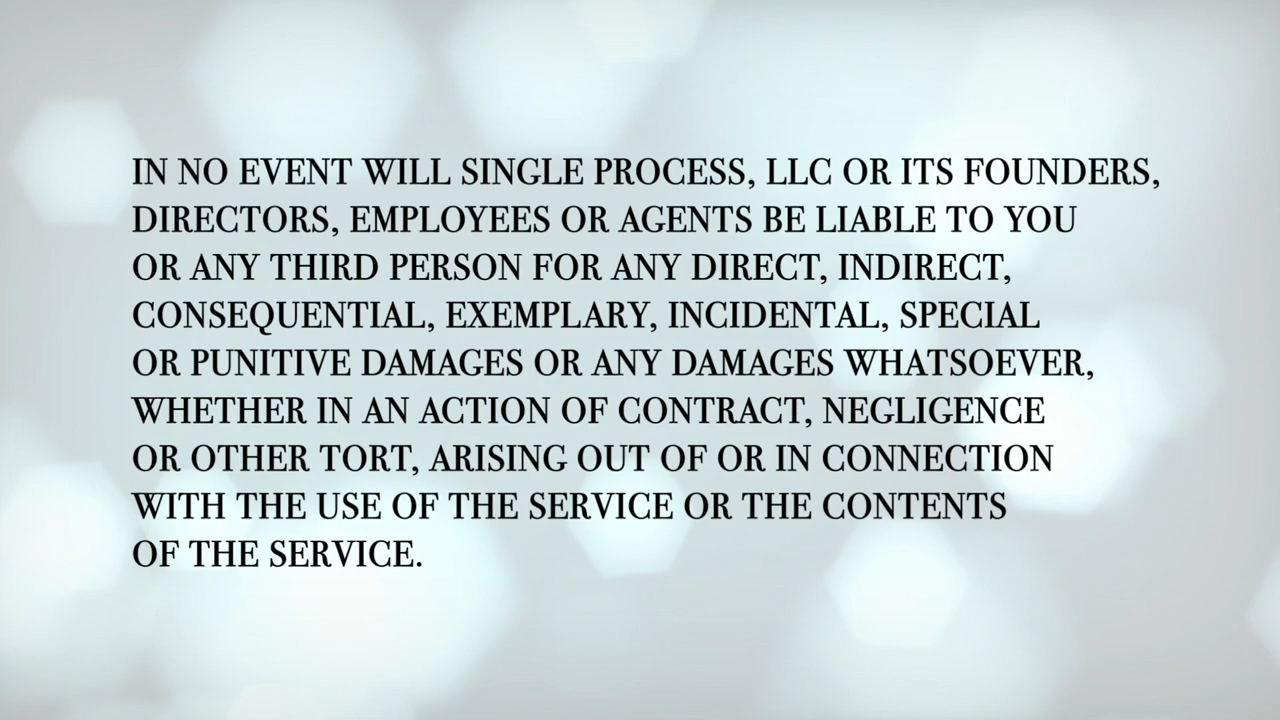 IN NO EVENT WILL SINGLE PROCESS, LLC OR ITS FOUNDERS,
DIRECTORS, EMPLOYEES OR AGENTS BE LIABLE TO YOU
OR ANY THIRD PERSON FOR ANY DIRECT, INDIRECT,
CONSEQUENTIAL, EXEMPLARY, INCIDENTAL, SPECIAL
OR PUNITIVE DAMAGES OR ANY DAMAGES WHATSOEVER,
WHETHER IN AN ACTION OF CONTRACT, NEGLIGENCE
OR OTHER TORT, ARISING OUT OF OR IN CONNECTION
WITH THE USE OF THE SERVICE OR THE CONTENTS
OF THE SERVICE.